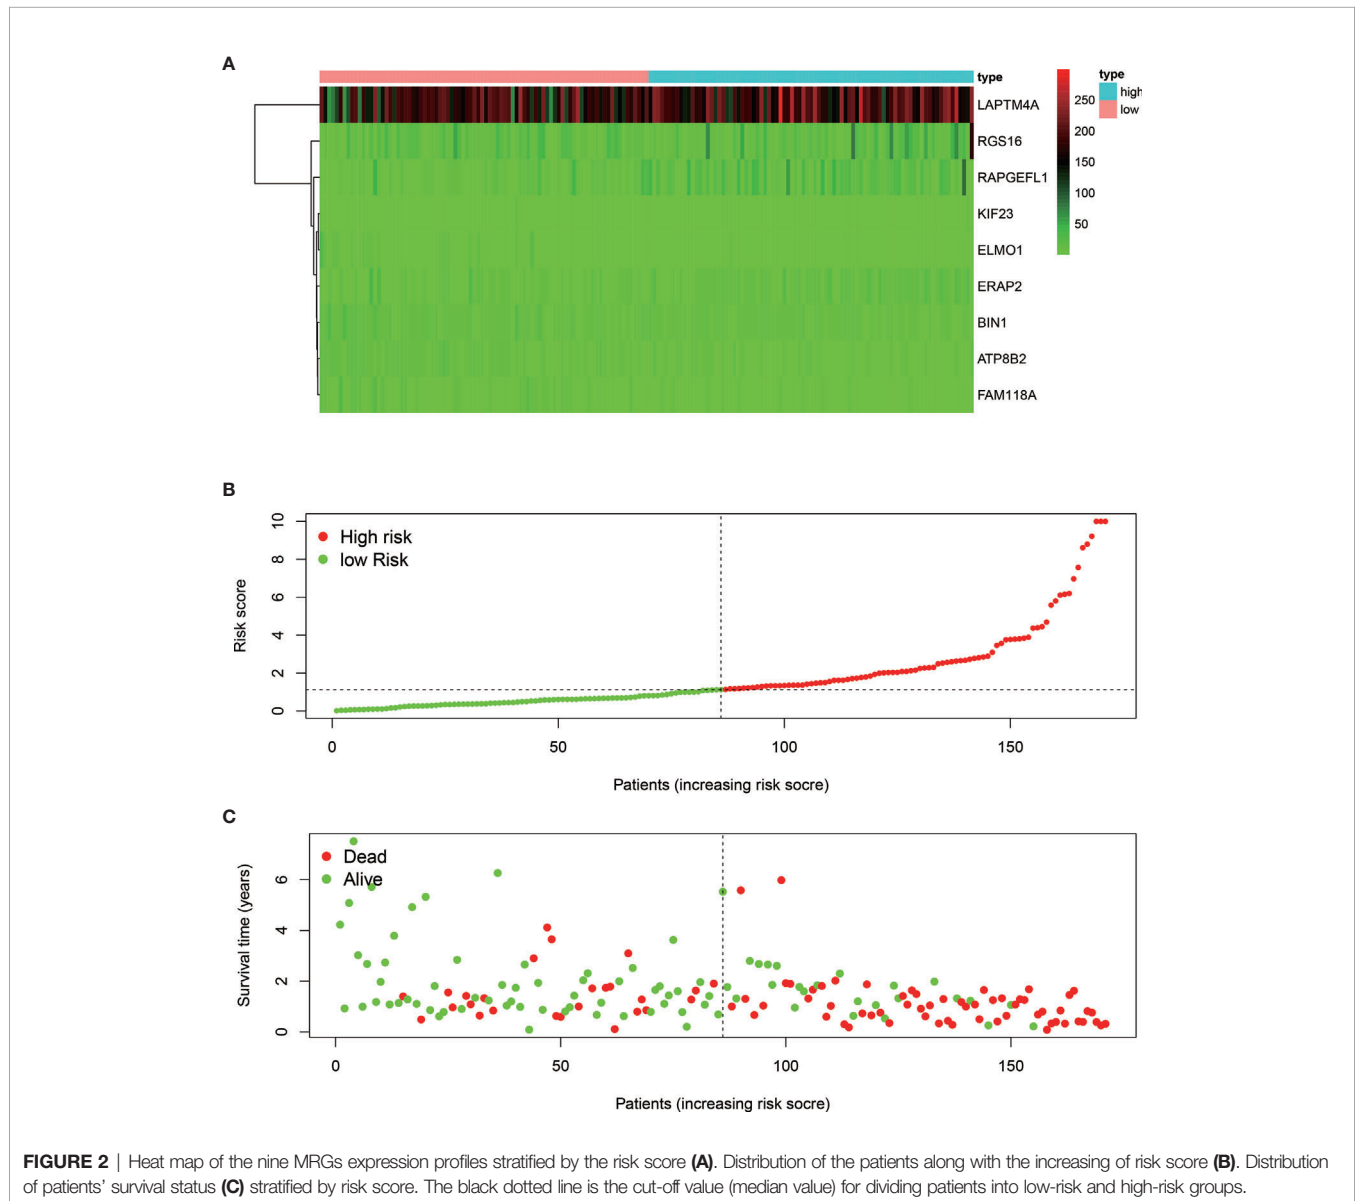 A
type
LAPTM4A
RGS16
RAPGEFL1
KIF23
ELMO1
ERAP2
BIN1
ATP8B2
FAM118A
250
200
150
100
50
type
high
low
B
High risk
low Risk
Risk score
10
8
6
4
2
0
0 50 100 150
Patients (increasing risk socre)
C
Dead
Alive
Survival time (years)
6
4
2
0
0 50 100 150
Patients (increasing risk socre)
FIGURE 2 | Heat map of the nine MRGs expression profiles stratified by the risk score (A). Distribution of the patients along with the increasing of risk score (B). Distribution
of patients' survival status (C) stratified by risk score. The black dotted line is the cut-off value (median value) for dividing patients into low-risk and high-risk groups.